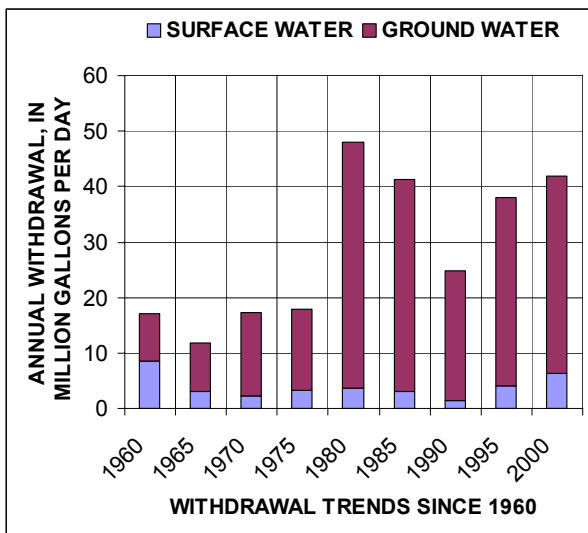 SURFACE WATER GROUND WATER
ANNUAL WITHDRAWAL, IN
MILLION GALLONS PER DAY
60
50
40
30
20
10
0
1960 1965 1970 1975 1980 1985 1990 1995 2000
WITHDRAWAL TRENDS SINCE 1960